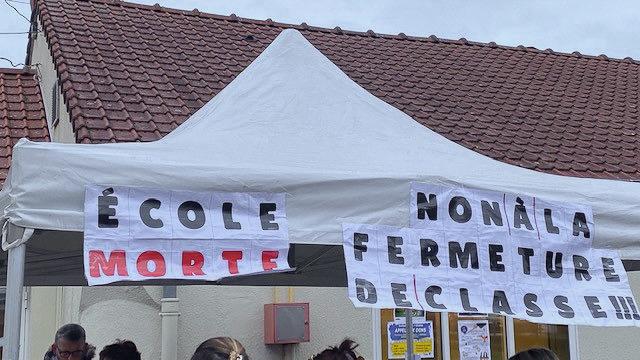 ÉCOLE
MORTE
NON À LA
FERMETURE
DE CLASSE!!!!